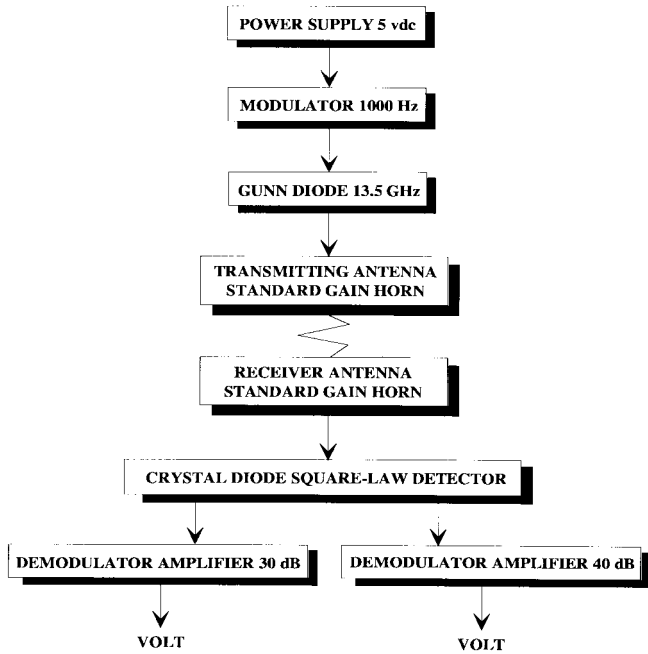 POWER SUPPLY 5 vdc
MODULATOR 1000 Hz
GUNN DIODE 13.5 GHz
TRANSMITTING ANTENNA
STANDARD GAIN HORN
RECEIVER ANTENNA
STANDARD GAIN HORN
CRYSTAL DIODE SQUARE-LAW DETECTOR
DEMODULATOR AMPLIFIER 30 dB
DEMODULATOR AMPLIFIER 40 dB
VOLT
VOLT